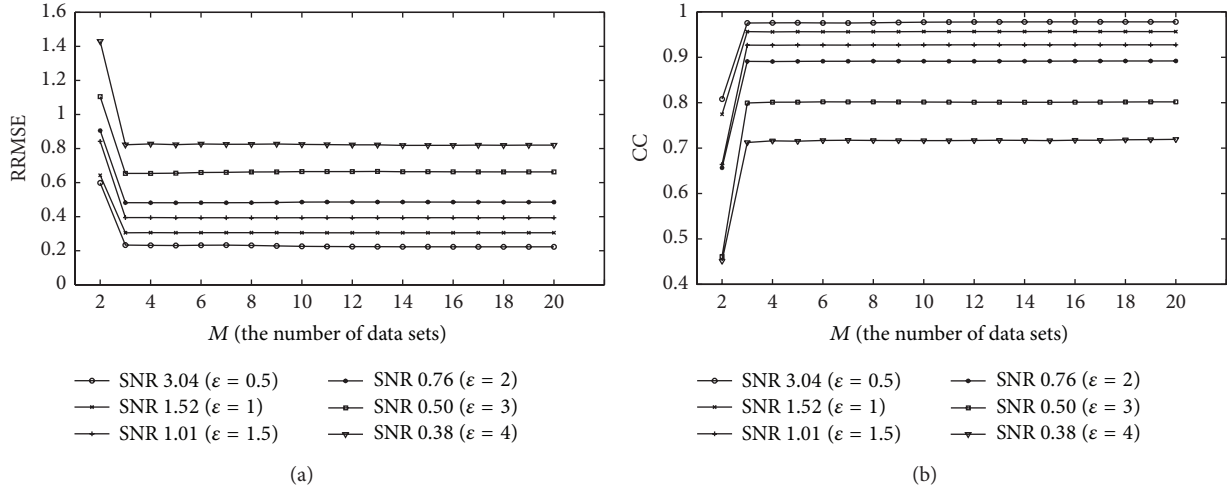 1.6
1.4
1.2
1
0.8
0.6
0.4
0.2
0
RRMSE
2 4 6 8 10 12 14 16 18 20
M (the number of data sets)
SNR 3.04 (ε = 0.5)
SNR 1.52 (ε = 1)
SNR 1.01 (ε = 1.5)
SNR 0.76 (ε = 2)
SNR 0.50 (ε = 3)
SNR 0.38 (ε = 4)
(a)
1
0.9
0.8
0.7
0.6
0.5
0.4
CC
2 4 6 8 10 12 14 16 18 20
M (the number of data sets)
SNR 3.04 (ε = 0.5)
SNR 1.52 (ε = 1)
SNR 1.01 (ε = 1.5)
SNR 0.76 (ε = 2)
SNR 0.50 (ε = 3)
SNR 0.38 (ε = 4)
(b)